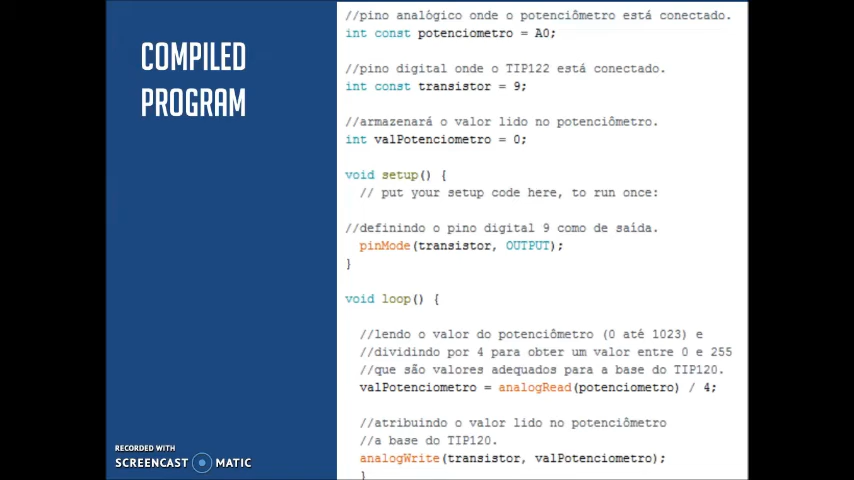 COMPILED
PROGRAM
//pino analógico onde o potenciômetro está conectado.
int const potenciometro = A0;
//pino digital onde o TIP122 está conectado.
int const transistor = 9;
//armazenará o valor lido no potenciômetro.
int valPotenciometro = 0;
void setup() {
// put your setup code here, to run once:
//definindo o pino digital 9 como de saída.
pinMode(transistor, OUTPUT);
}
void loop() {
//lendo o valor do potenciômetro (0 até 1023) e
//dividindo por 4 para obter um valor entre 0 e 255
//que são valores adequados para a base do TIP120.
valPotenciometro = analogRead(potenciometro) / 4;
//atribuindo o valor lido no potenciômetro
//a base do TIP120.
analogWrite(transistor, valPotenciometro);
}
RECORDED WITH
SCREENCAST MATIC